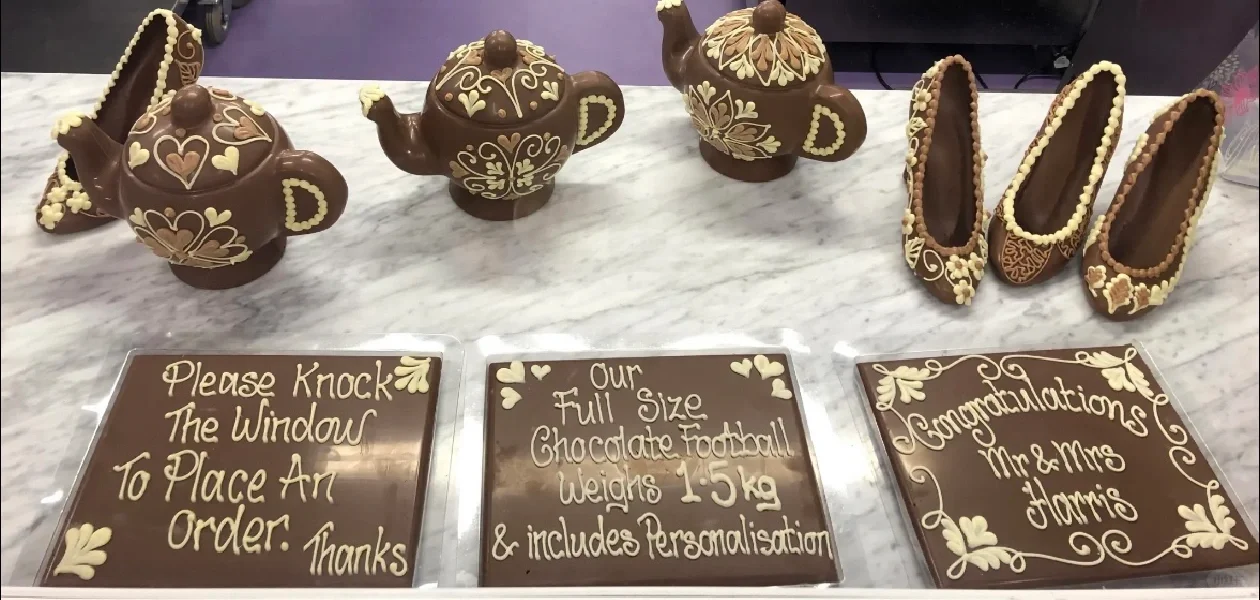 Please Knock
The Window
To Place An
Order.
Thanks
Our
Full Size
Chocolate Football
Weighs 1.5kg
& includes Personalisation
Congratulations
Mr & Mrs
Harris